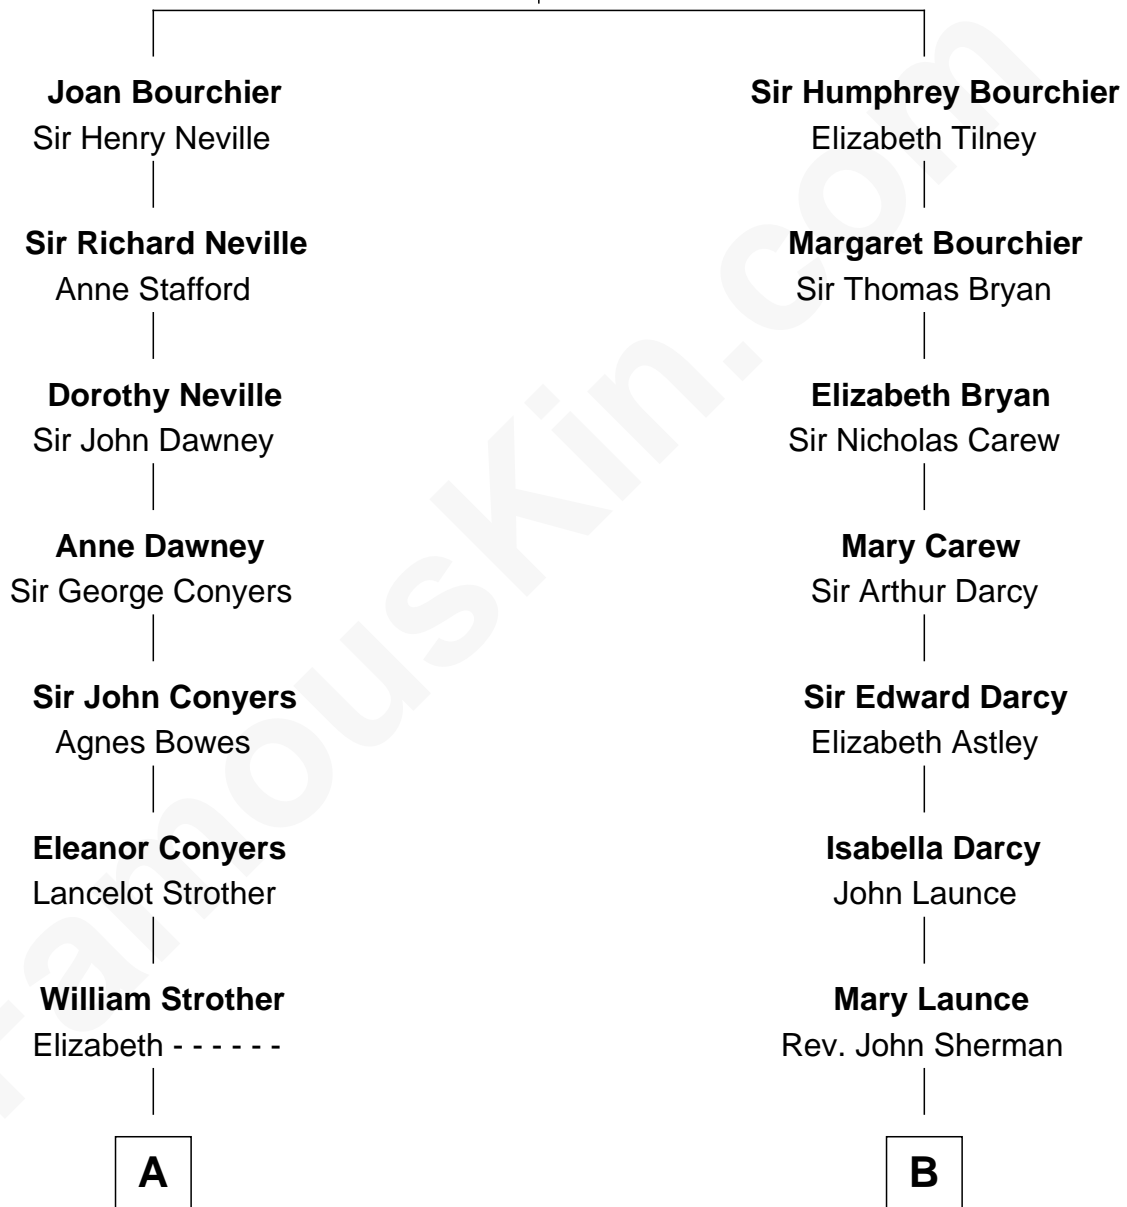 Joan Bourchier
Sir Henry Neville
Sir Richard Neville
Anne Stafford
Dorothy Neville
Sir John Dawney
Anne Dawney
Sir George Conyers
Sir John Conyers
Agnes Bowes
Eleanor Conyers
Lancelot Strother
William Strother
Elizabeth - - - - - -
A
Sir Humphrey Bourchier
Elizabeth Tilney
Margaret Bourchier
Sir Thomas Bryan
Elizabeth Bryan
Sir Nicholas Carew
Mary Carew
Sir Arthur Darcy
Sir Edward Darcy
Elizabeth Astley
Isabella Darcy
John Launce
Mary Launce
Rev. John Sherman
B
FamousKin.com